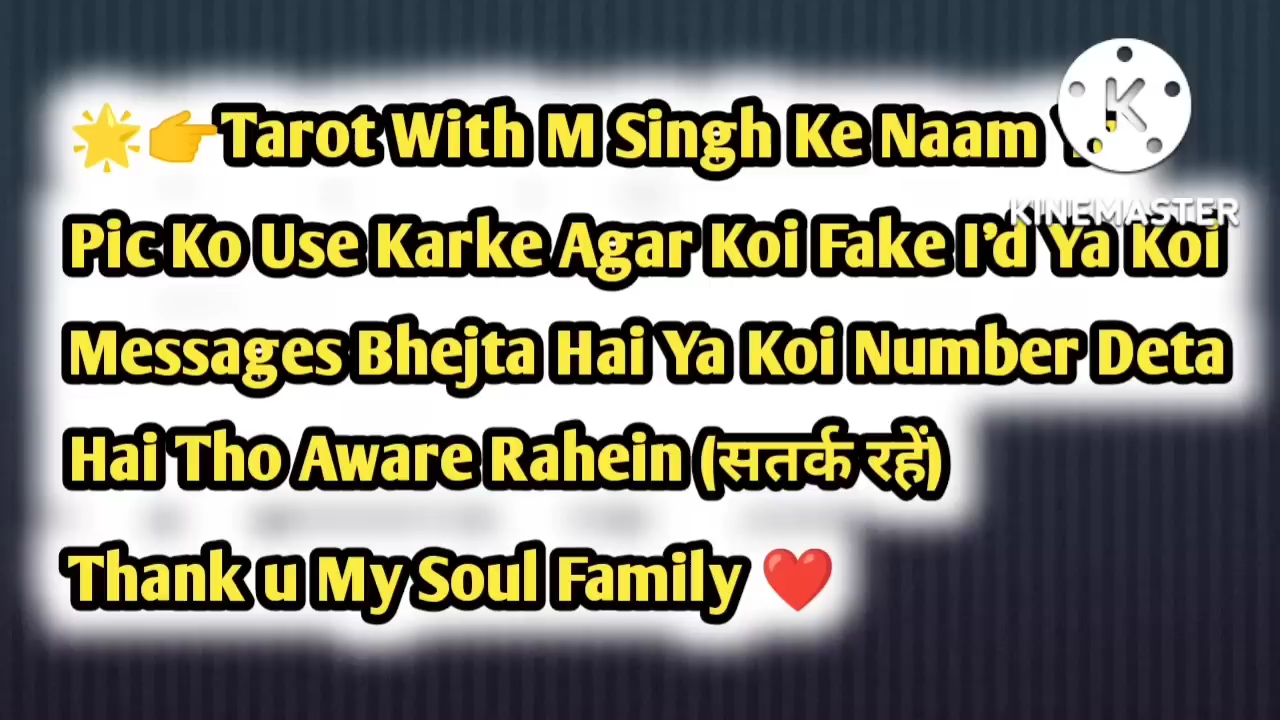 🌟👉Tarot With M Singh Ke Naam
Pic Ko Use Karke Agar Koi Fake I’d Ya Koi
Messages Bhejta Hai Ya Koi Number Deta
Hai Tho Aware Rahein (सतर्क रहें)
Thank u My Soul Family ❤️
K
KINEMASTER